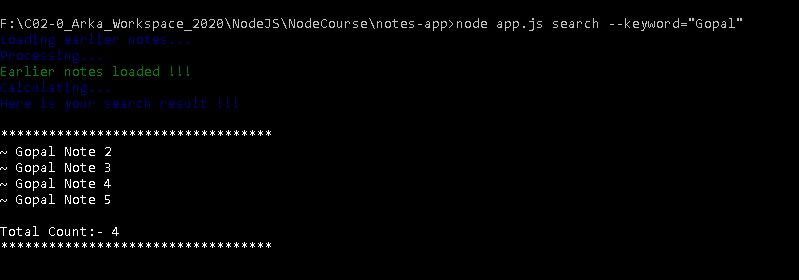 F:\C02-0_Arka_Workspace_2020\NodeJS\NodeCourse\notes-app>node app.js search --keyword="Gopal"
Loading earlier notes...
Processing...
Earlier notes loaded !!!
Calculating...
Here is your search result !!!
**********************************
~ Gopal Note 2
~ Gopal Note 3
~ Gopal Note 4
~ Gopal Note 5
Total Count:- 4
**********************************